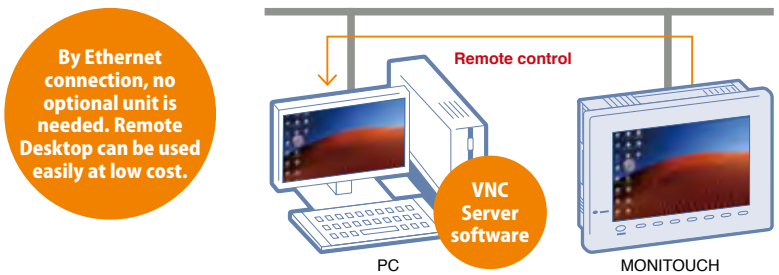 By Ethernet
connection, no
optional unit is
needed. Remote
Desktop can be used
easily at low cost.
Remote control
VNC
Server
software
PC
MONITOUCH